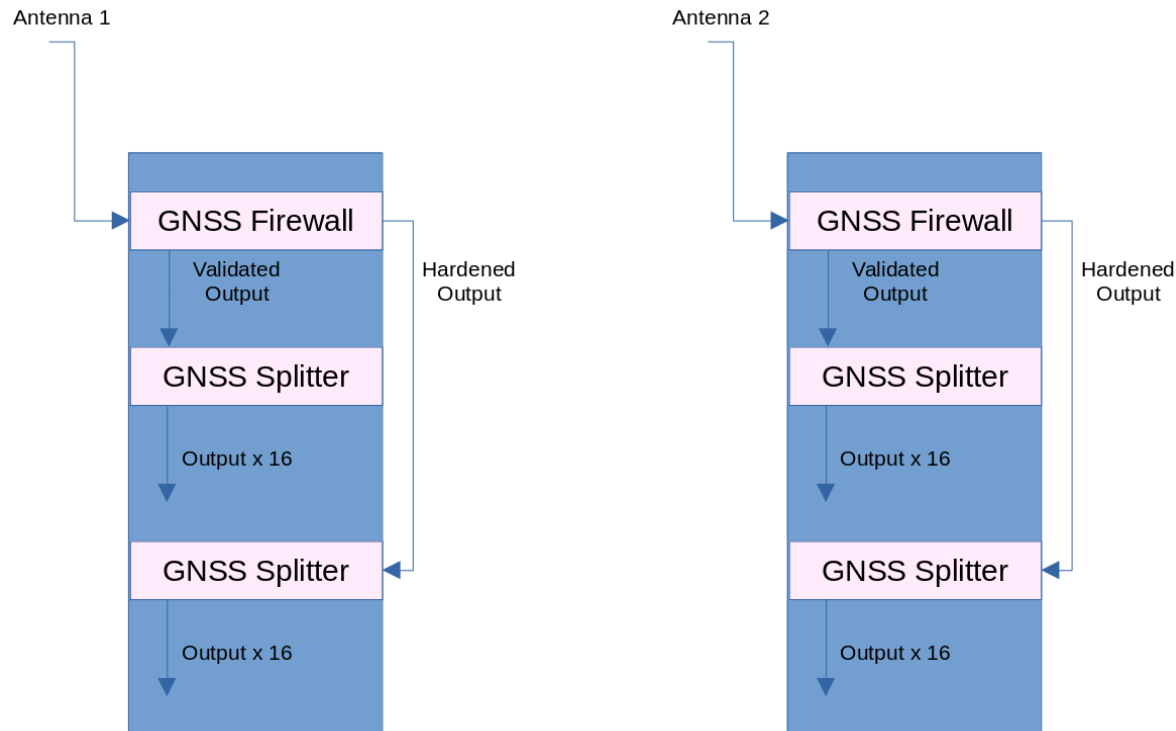 Antenna 1
GNSS Firewall
Validated
Output
Hardened
Output
GNSS Splitter
Output x 16
GNSS Splitter
Output x 16
Antenna 2
GNSS Firewall
Validated
Output
Hardened
Output
GNSS Splitter
Output x 16
GNSS Splitter
Output x 16